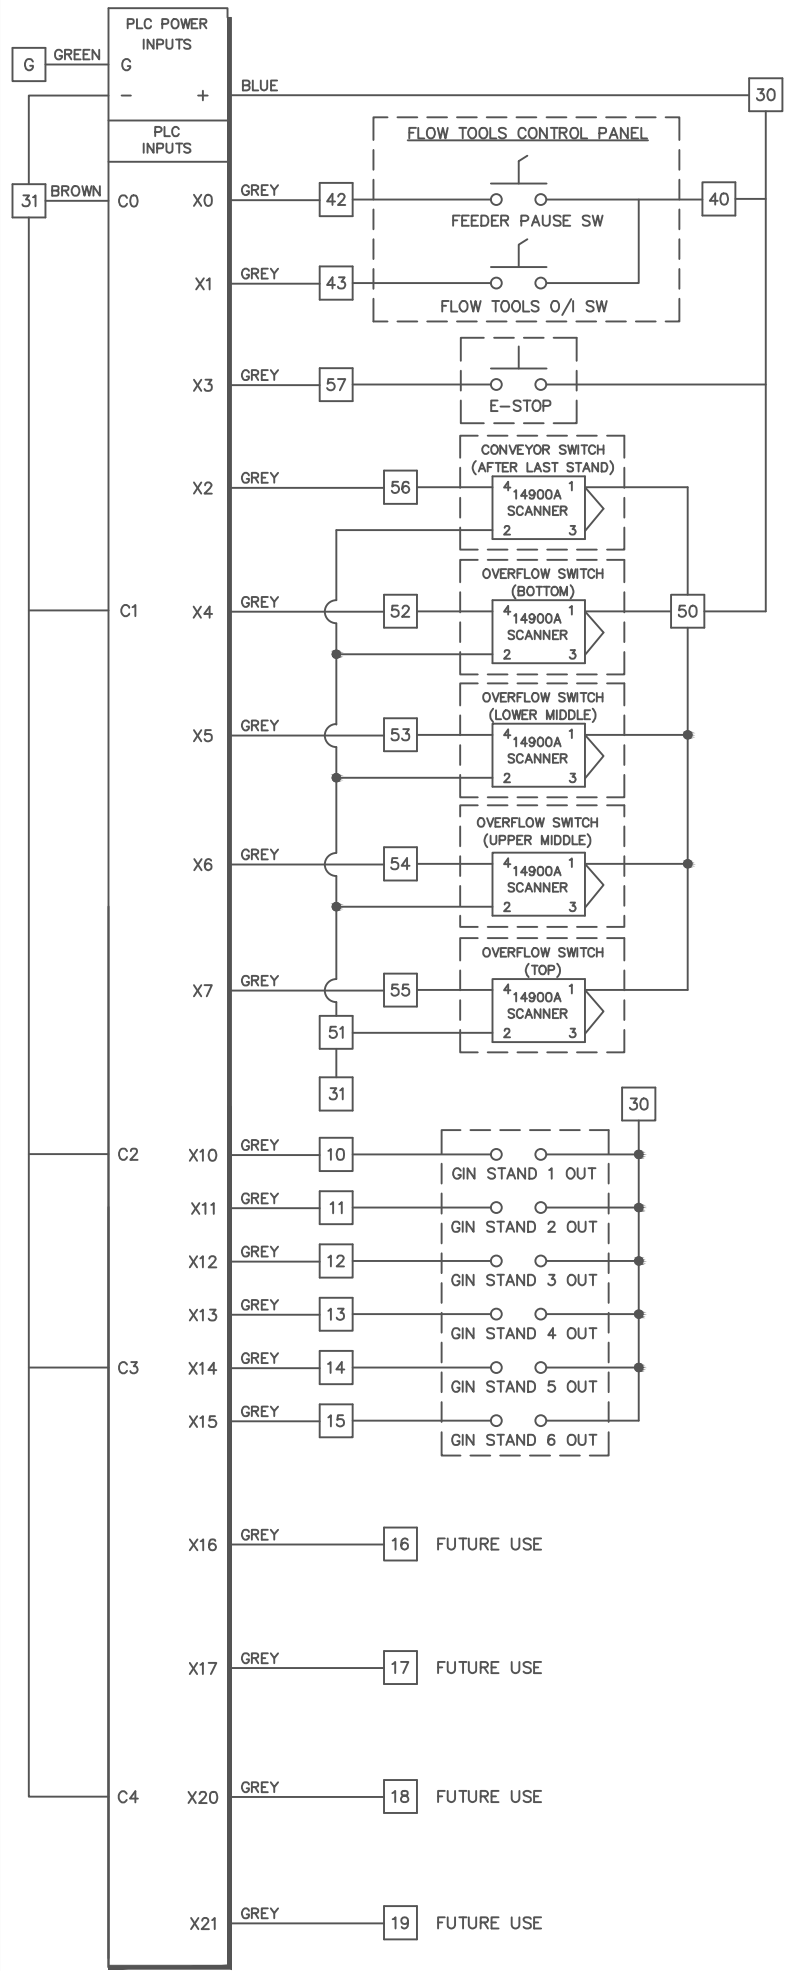 PLC POWER
INPUTS
G GREEN G
– + BLUE 30
PLC
INPUTS
FLOW TOOLS CONTROL PANEL
31 BROWN C0 X0 GREY 42 40
FEEDER PAUSE SW
X1 GREY 43
FLOW TOOLS O/I SW
X3 GREY 57
E–STOP
CONVEYOR SWITCH
(AFTER LAST STAND)
X2 GREY 56 4 1
14900A
SCANNER
2 3
OVERFLOW SWITCH
(BOTTOM)
C1 X4 GREY 52 4 1 50
14900A
SCANNER
2 3
OVERFLOW SWITCH
(LOWER MIDDLE)
X5 GREY 53 4 1
14900A
SCANNER
2 3
OVERFLOW SWITCH
(UPPER MIDDLE)
X6 GREY 54 4 1
14900A
SCANNER
2 3
OVERFLOW SWITCH
(TOP)
X7 GREY 55 4 1
14900A
SCANNER
51 2 3
31
30
C2 X10 GREY 10
GIN STAND 1 OUT
X11 GREY 11
GIN STAND 2 OUT
X12 GREY 12
GIN STAND 3 OUT
X13 GREY 13
GIN STAND 4 OUT
C3 X14 GREY 14
GIN STAND 5 OUT
X15 GREY 15
GIN STAND 6 OUT
X16 GREY 16 FUTURE USE
X17 GREY 17 FUTURE USE
C4 X20 GREY 18 FUTURE USE
X21 GREY 19 FUTURE USE